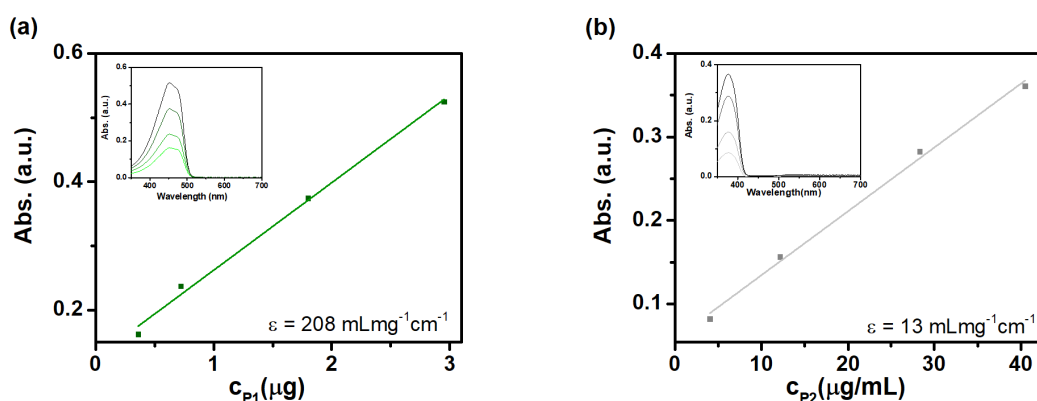 (a)
0.6
0.4
0.2
Abs. (a.u.)
0 1 2 3
c_P1(μg)
ε = 208 mLmg⁻¹cm⁻¹
0.6
0.4
0.2
0.0
Abs. (a.u.)
400 500 600 700
Wavelength (nm)
(b)
0.4
0.3
0.2
0.1
Abs. (a.u.)
0 10 20 30 40
c_P2(μg/mL)
ε = 13 mLmg⁻¹cm⁻¹
0.4
0.2
0.0
Abs. (a.u.)
400 500 600 700
Wavelength(nm)